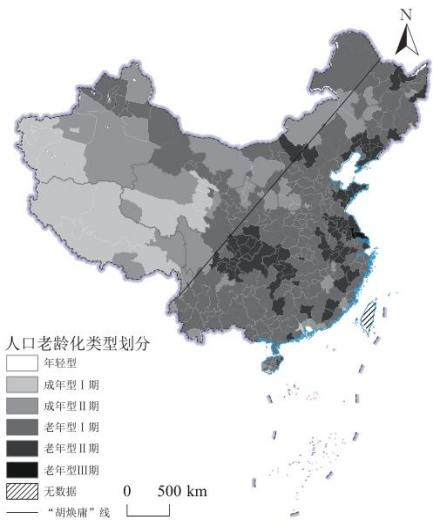 N
人口老龄化类型划分
年轻型
成年型Ⅰ期
成年型Ⅱ期
老年型Ⅰ期
老年型Ⅱ期
老年型Ⅲ期
无数据
“胡焕庸”线
0 500 km